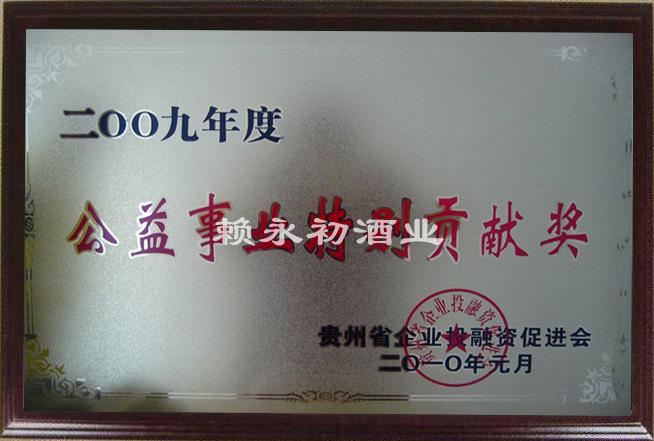 二〇〇九年度
公益事业特别贡献奖
赖永初酒业
贵州省企业投融资促进会
二〇一〇年元月